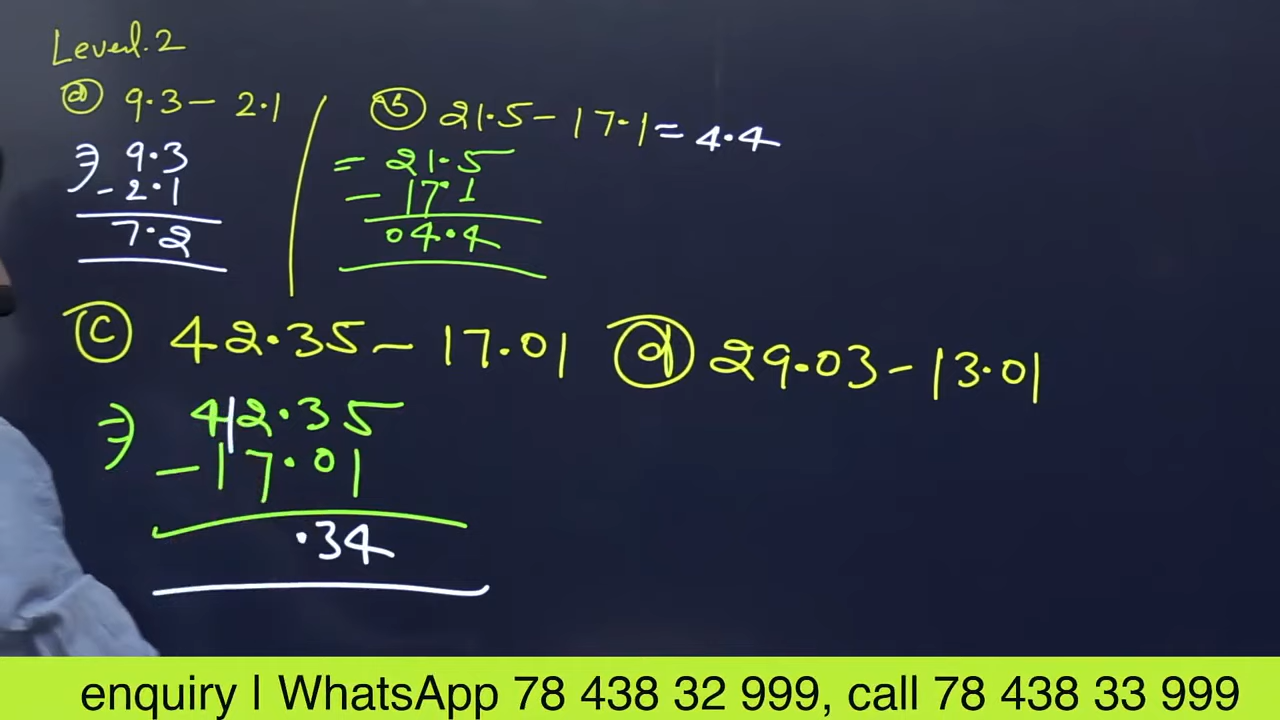 Level.2
ⓐ 9.3 - 2.1
⇒ 9.3
- 2.1
7.2
ⓑ 21.5 - 17.1 = 4.4
= 21.5
- 17.1
04.4
ⓒ 42.35 - 17.01
⇒ 42.35
- 17.01
.34
ⓓ 29.03 - 13.01
enquiry I WhatsApp 78 438 32 999, call 78 438 33 999